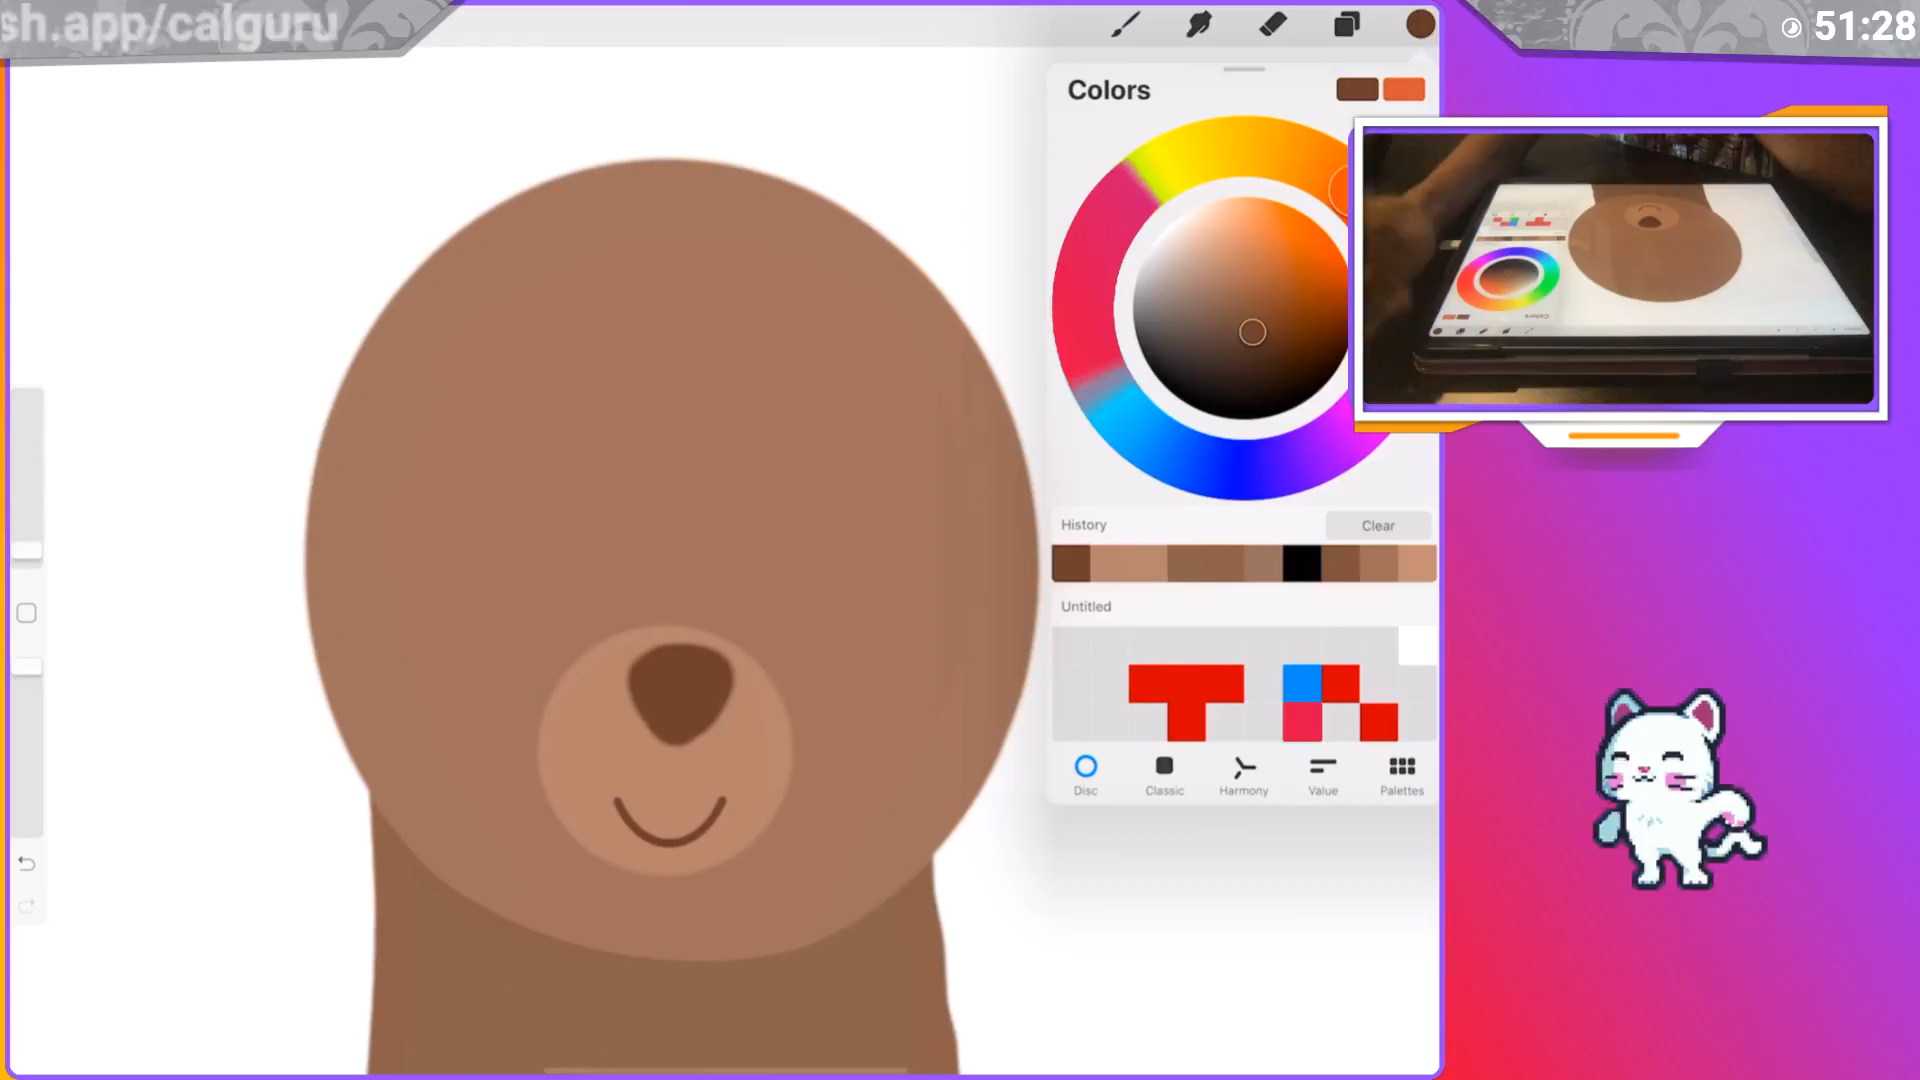 sh.app/calguru
51:28
Colors
History
Clear
Untitled
Disc
Classic
Harmony
Value
Palettes